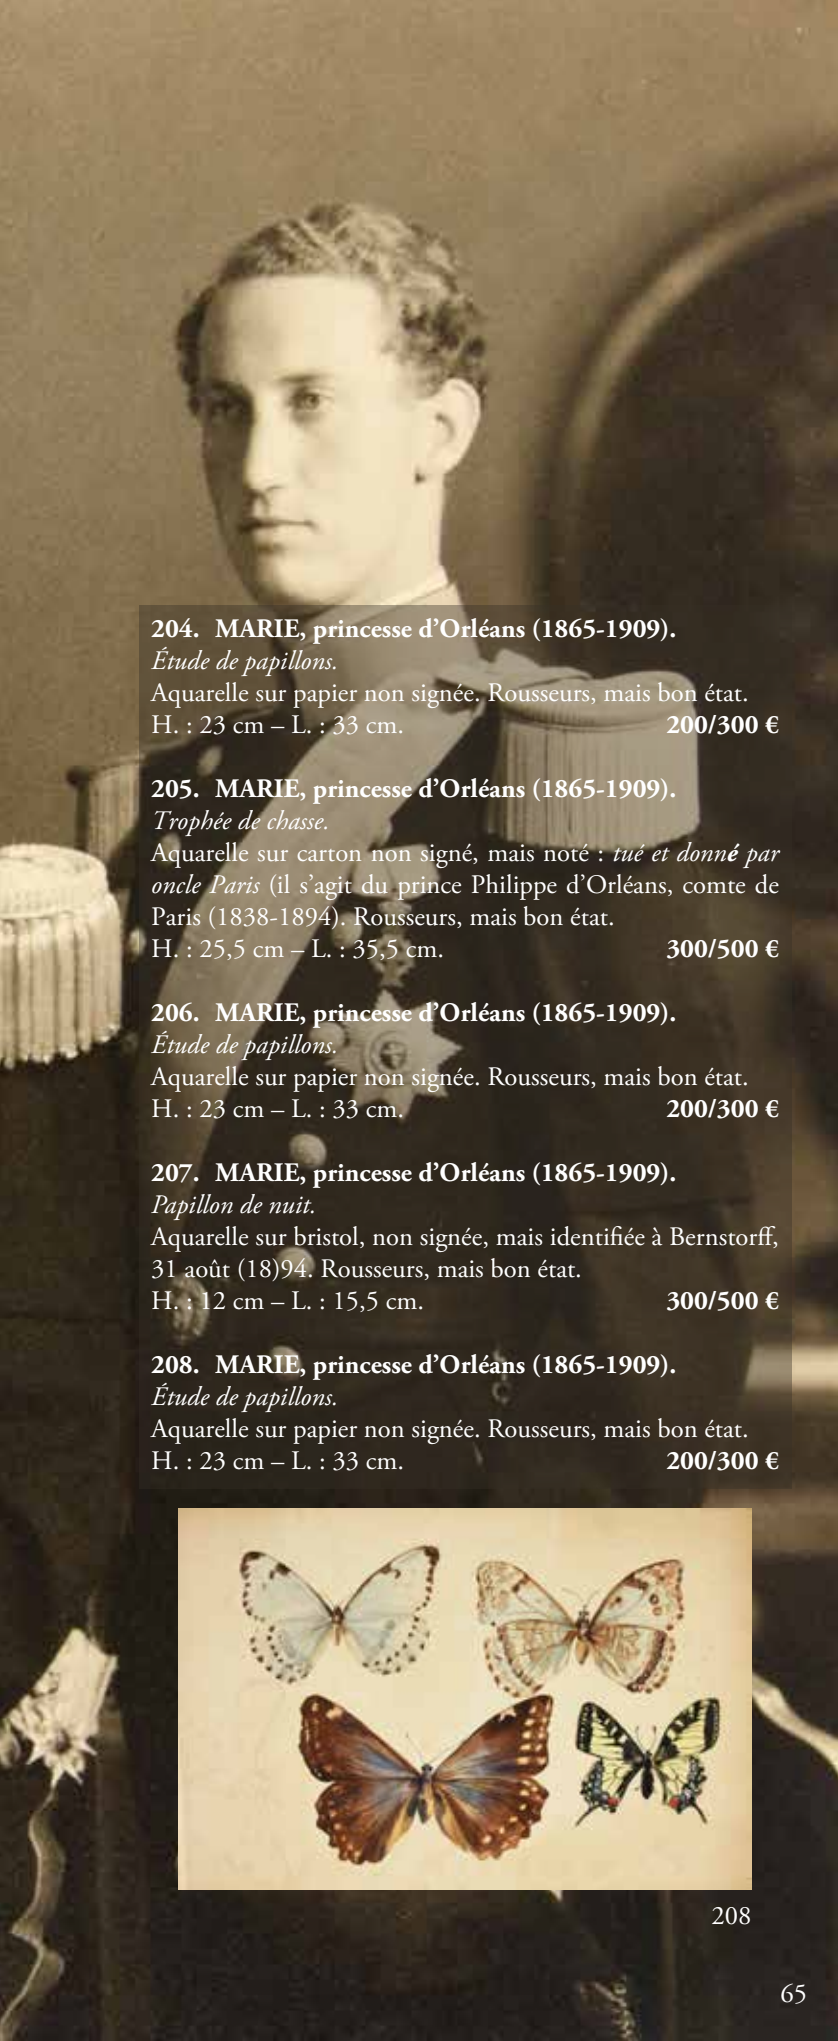 204. MARIE, princesse d’Orléans (1865-1909).
Étude de papillons.
Aquarelle sur papier non signée. Rousseurs, mais bon état.
H. : 23 cm – L. : 33 cm. 200/300 €
205. MARIE, princesse d’Orléans (1865-1909).
Trophée de chasse.
Aquarelle sur carton non signé, mais noté : tué et donné par
oncle Paris (il s’agit du prince Philippe d’Orléans, comte de
Paris (1838-1894). Rousseurs, mais bon état.
H. : 25,5 cm – L. : 35,5 cm. 300/500 €
206. MARIE, princesse d’Orléans (1865-1909).
Étude de papillons.
Aquarelle sur papier non signée. Rousseurs, mais bon état.
H. : 23 cm – L. : 33 cm. 200/300 €
207. MARIE, princesse d’Orléans (1865-1909).
Papillon de nuit.
Aquarelle sur bristol, non signée, mais identifiée à Bernstorff,
31 août (18)94. Rousseurs, mais bon état.
H. : 12 cm – L. : 15,5 cm. 300/500 €
208. MARIE, princesse d’Orléans (1865-1909).
Étude de papillons.
Aquarelle sur papier non signée. Rousseurs, mais bon état.
H. : 23 cm – L. : 33 cm. 200/300 €
208
65